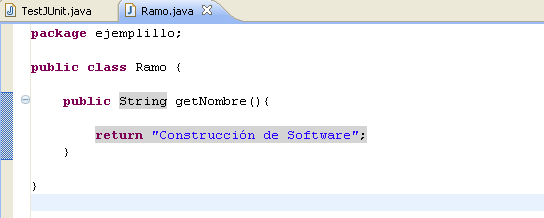 TestJUnit.java Ramo.java
package ejemplillo;
public class Ramo {
public String getNombre(){
return "Construcción de Software";
}
}